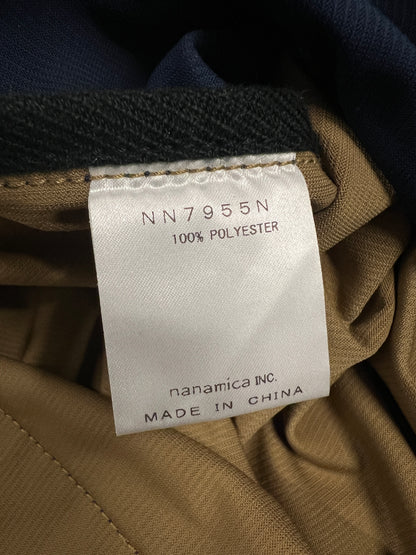 NN7955N
100% POLYESTER
nanamica INC.
MADE IN CHINA